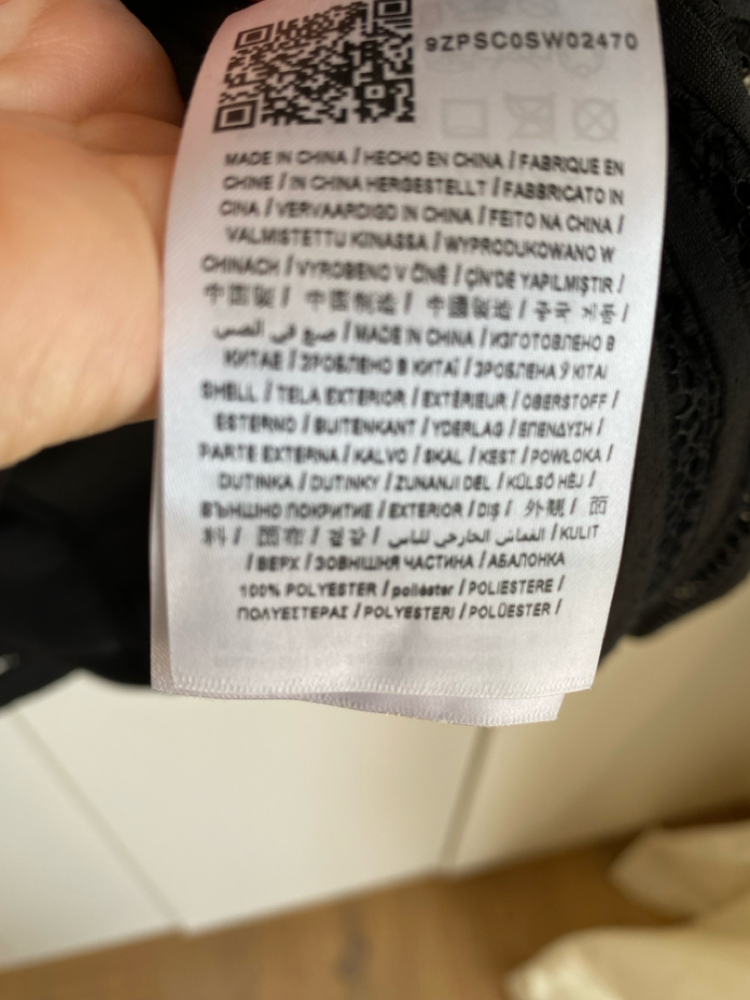 9ZPSC0SW02470
MADE IN CHINA / HECHO EN CHINA / FABRIQUE EN
CHINE / IN CHINA HERGESTELLT / FABBRICATO IN
CINA / VERVAARDIGD IN CHINA / FEITO NA CHINA /
VALMISTETTU KIINASSA / WYPRODUKOWANO W
CHINACH / VYROBENO V ČÍNĚ / ÇİN'DE YAPILMIŞTIR /
中国製 / 中国制造 / 中國製造 / 중국 제품 /
صنع في الصين / MADE IN CHINA / ИЗГОТОВЛЕНО В
КИТАЕ / ЗРОБЛЕНО В КИТАЇ / ЗРОБЛЕНА Ў КІТАІ
SHELL / TELA EXTERIOR / EXTÉRIEUR / OBERSTOFF /
ESTERNO / BUITENKANT / YDERLAG / ΕΠΕΝΔΥΣΗ /
PARTE EXTERNA / KALVO / SKAL / KEST / POWŁOKA /
DUTINKA / DUTINKY / ZUNANJI DEL / KÜLSŐ HÉJ /
ВЪНШНО ПОКРИТИЕ / EXTERIOR / DIŞ / 外観 / 面
料 / 面布 / 겉감 / القماش الخارجي للباس / KULIT
/ ВЕРХ / ЗОВНІШНЯ ЧАСТИНА / АБАЛОНКА
100% POLYESTER / poliéster / POLIESTERE /
ΠΟΛΥΕΣΤΕΡΑΣ / POLYESTERI / POLÜESTER /